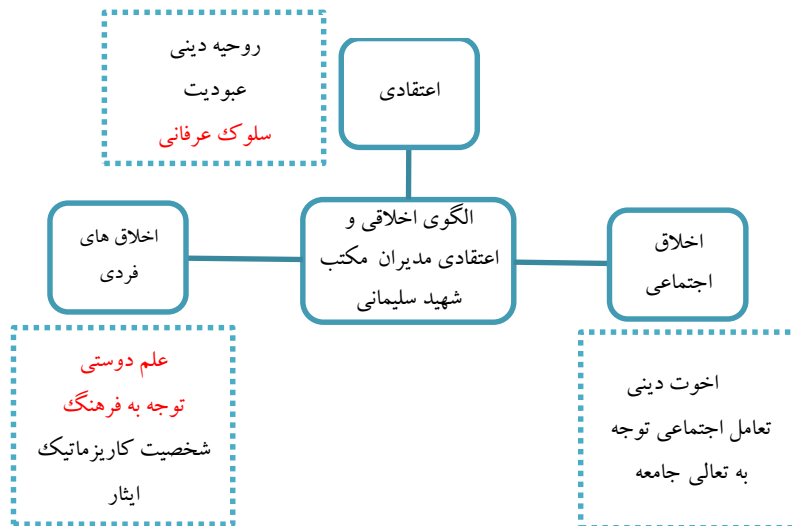 روحیه دینی
عبودیت
سلوک عرفانی
اعتقادی
الگوی اخلاقی و
اعتقادی مدیران مکتب
شهید سلیمانی
اخلاق
اجتماعی
اخلاق های
فردی
اخوت دینی
تعامل اجتماعی توجه
به تعالی جامعه
علم دوستی
توجه به فرهنگ
شخصیت کاریزماتیک
ایثار